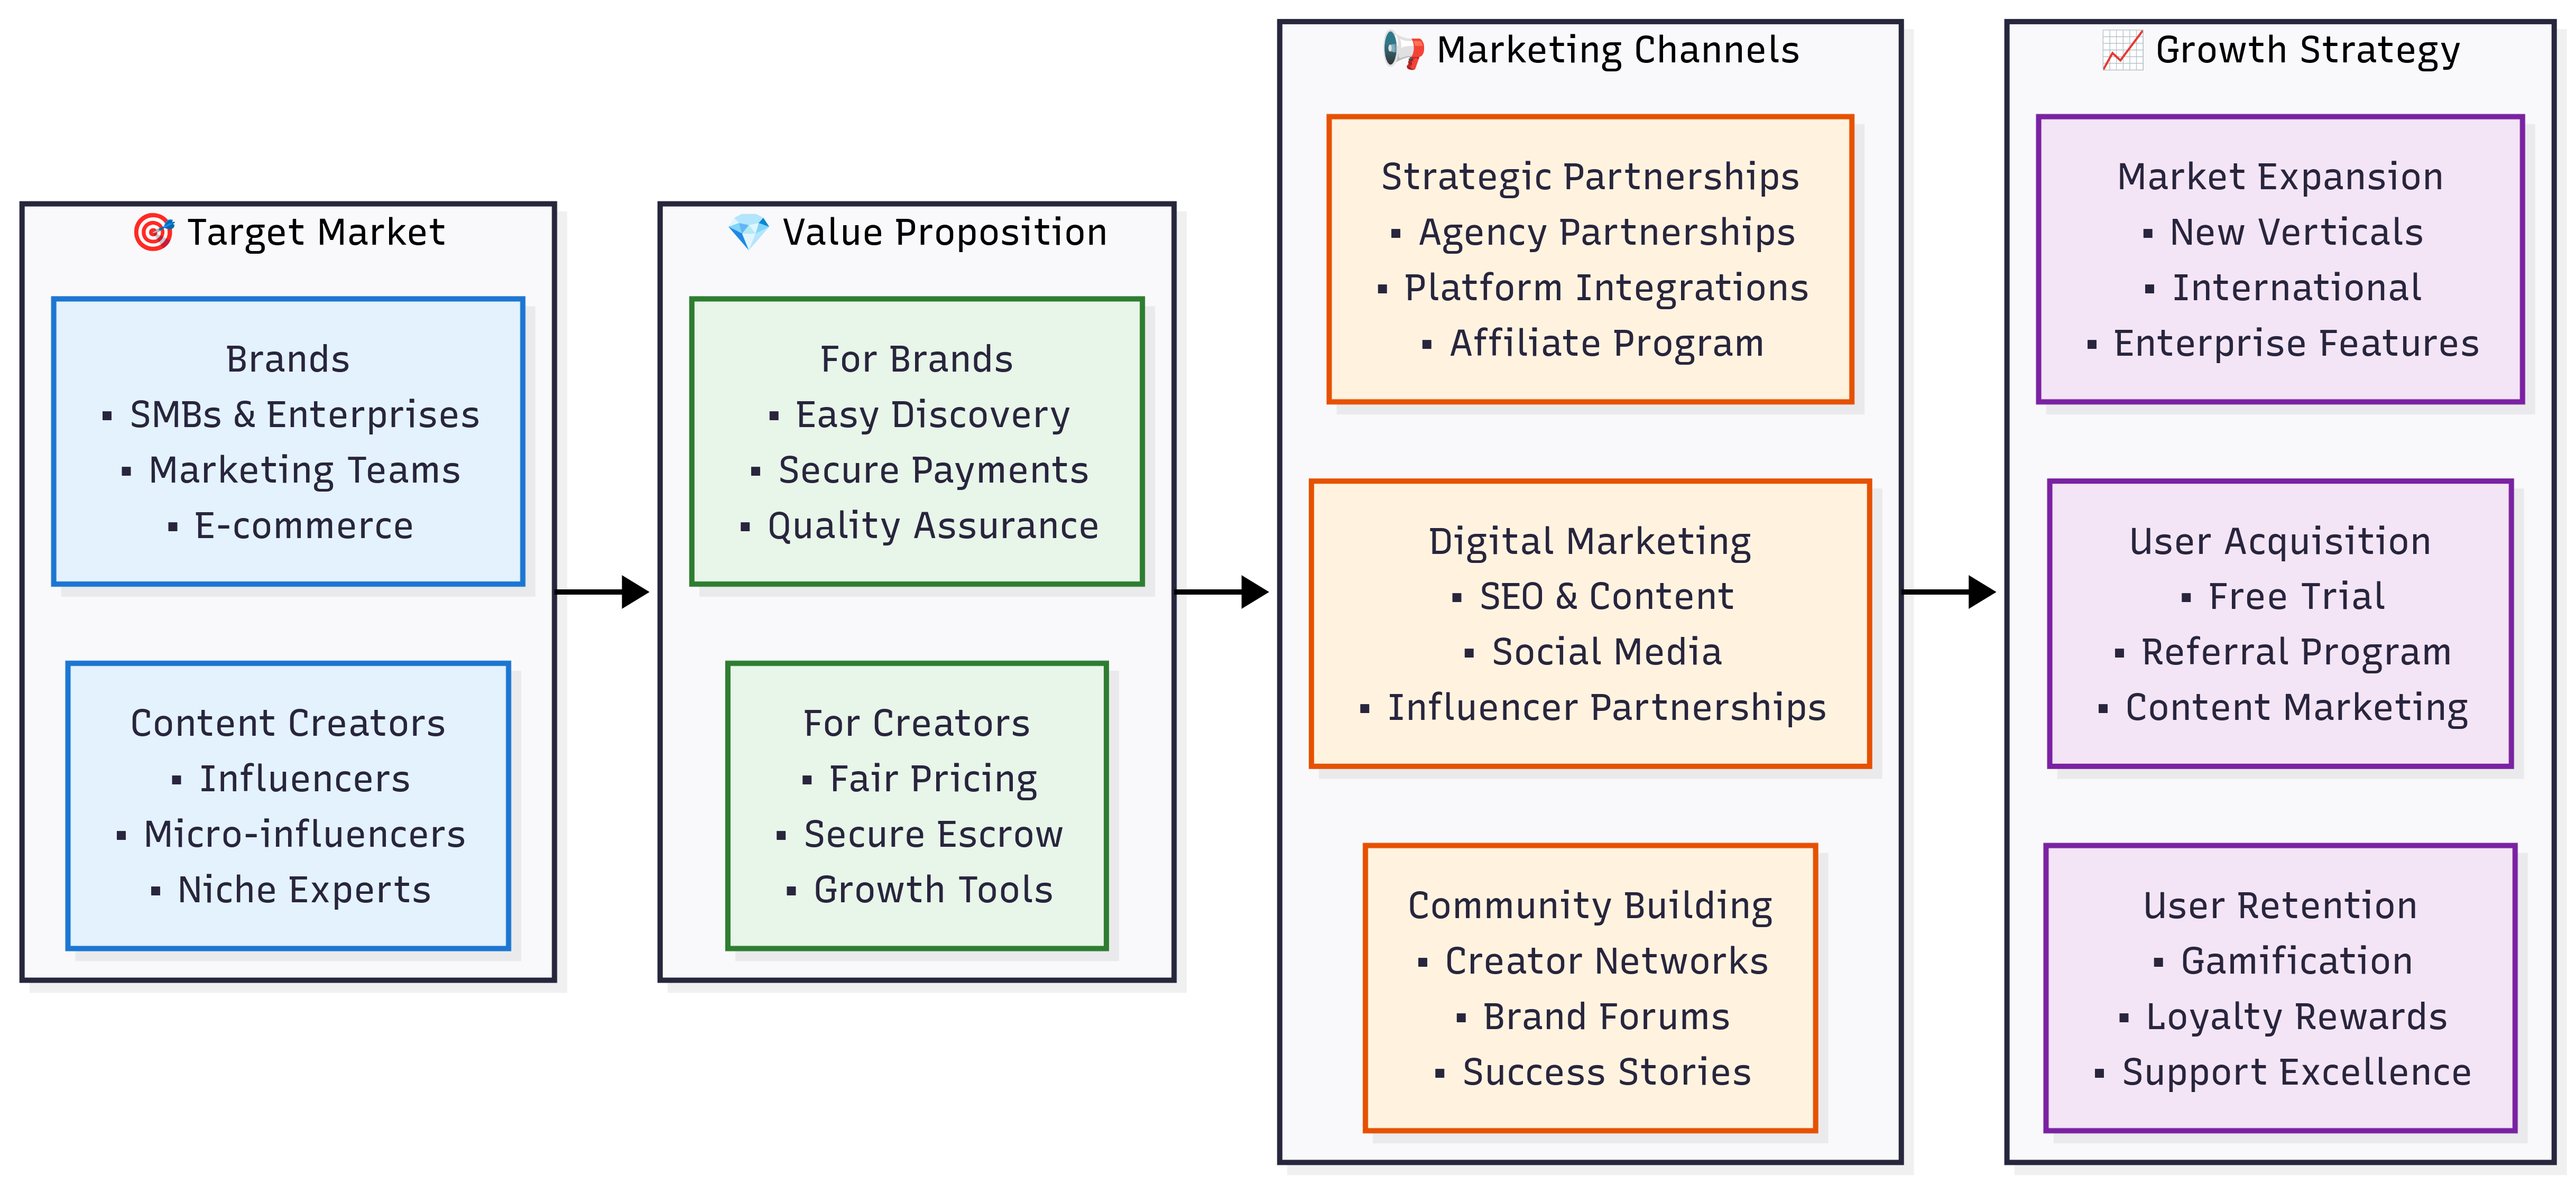 🎯 Target Market
Brands
▪ SMBs & Enterprises
▪ Marketing Teams
▪ E-commerce
Content Creators
▪ Influencers
▪ Micro-influencers
▪ Niche Experts
💎 Value Proposition
For Brands
▪ Easy Discovery
▪ Secure Payments
▪ Quality Assurance
For Creators
▪ Fair Pricing
▪ Secure Escrow
▪ Growth Tools
📢 Marketing Channels
Strategic Partnerships
▪ Agency Partnerships
▪ Platform Integrations
▪ Affiliate Program
Digital Marketing
▪ SEO & Content
▪ Social Media
▪ Influencer Partnerships
Community Building
▪ Creator Networks
▪ Brand Forums
▪ Success Stories
📈 Growth Strategy
Market Expansion
▪ New Verticals
▪ International
▪ Enterprise Features
User Acquisition
▪ Free Trial
▪ Referral Program
▪ Content Marketing
User Retention
▪ Gamification
▪ Loyalty Rewards
▪ Support Excellence